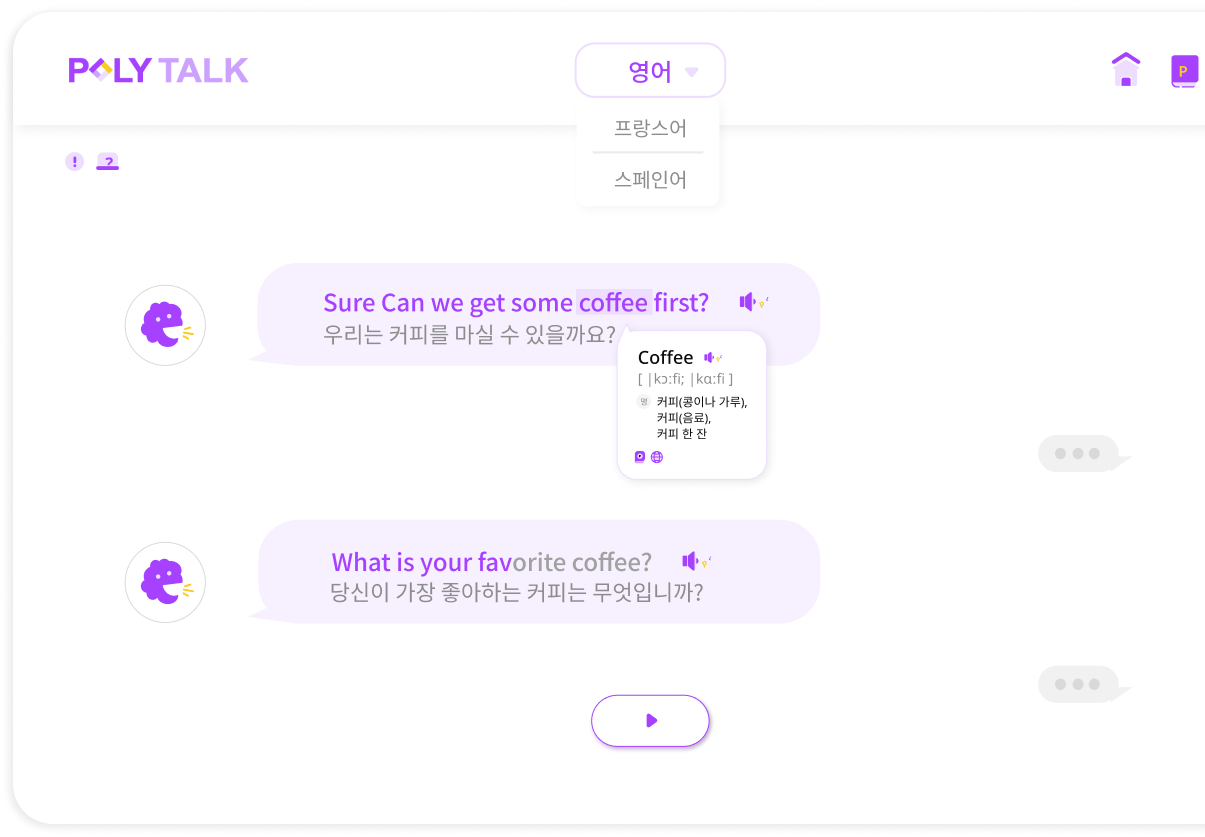 POLY TALK
영어
프랑스어
스페인어
!
?
P
Sure Can we get some coffee first?
우리는 커피를 마실 수 있을까요?
Coffee
[ |kɔːfi; |kɑːfi ]
명 커피(콩이나 가루),
커피(음료),
커피 한 잔
What is your favorite coffee?
당신이 가장 좋아하는 커피는 무엇입니까?